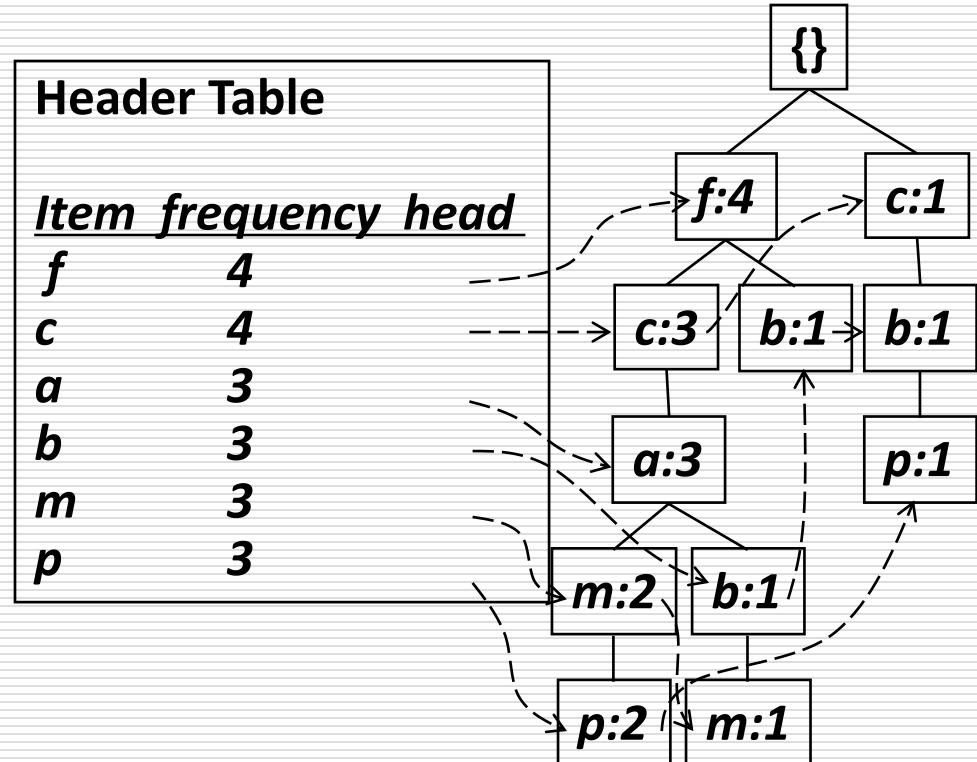 {}
Header Table
f:4 c:1
Item frequency head
f 4
c 4
c:3 b:1 b:1
a 3
b 3
a:3 p:1
m 3
p 3
m:2 b:1
p:2 m:1